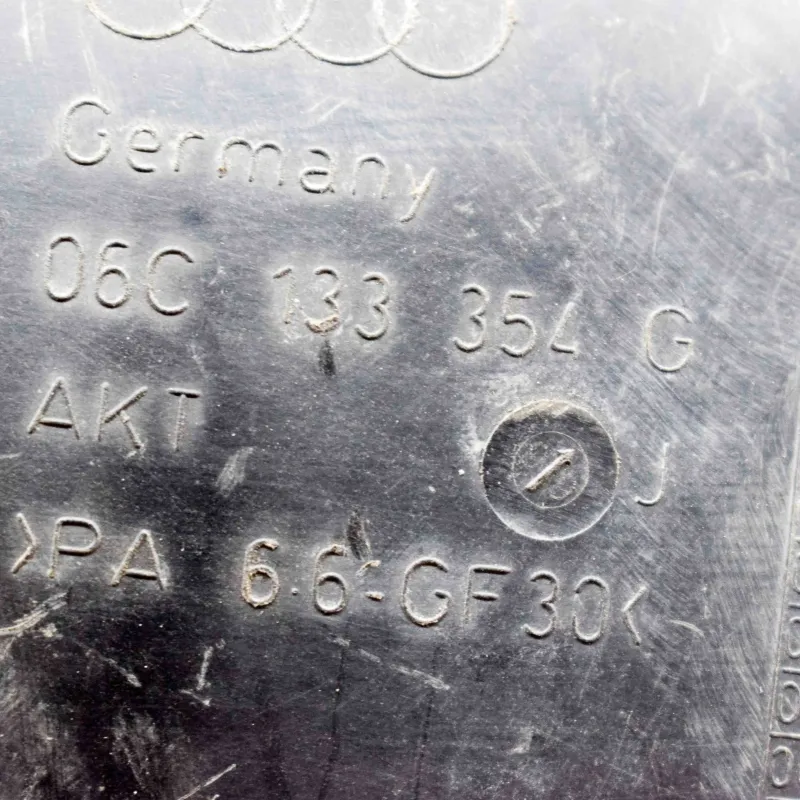 Germany
06C 133 354 G
AKT J
>PA 6.6-GF30<